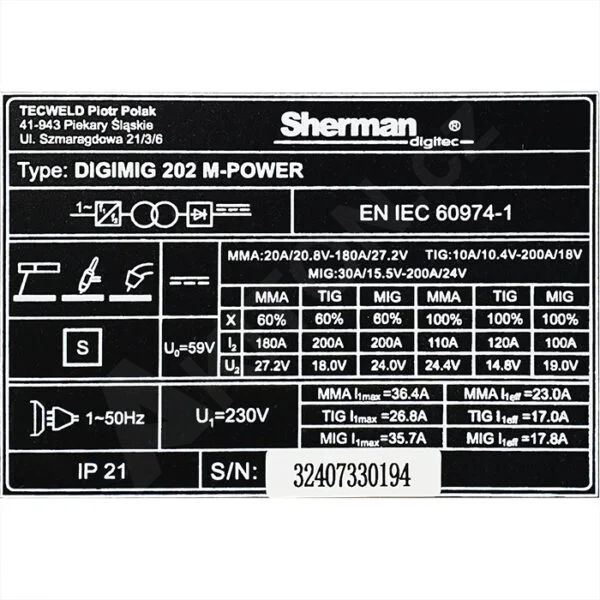 TECWELD Piotr Polak
41-943 Piekary Śląskie
Ul. Szmaragdowa 21/3/6
Sherman ®
digitec
Type: DIGIMIG 202 M-POWER
1~ f₁ f₂
EN IEC 60974-1
MMA:20A/20.8V-180A/27.2V TIG:10A/10.4V-200A/18V
MIG:30A/15.5V-200A/24V
MMA TIG MIG MMA TIG MIG
X 60% 60% 60% 100% 100% 100%
S U₀=59V I₂ 180A 200A 200A 110A 120A 100A
U₂ 27.2V 18.0V 24.0V 24.4V 14.8V 19.0V
1~50Hz U₁=230V
MMA I₁max=36.4A MMA I₁eff=23.0A
TIG I₁max=26.8A TIG I₁eff=17.0A
MIG I₁max=35.7A MIG I₁eff=17.8A
IP 21 S/N: 32407330194